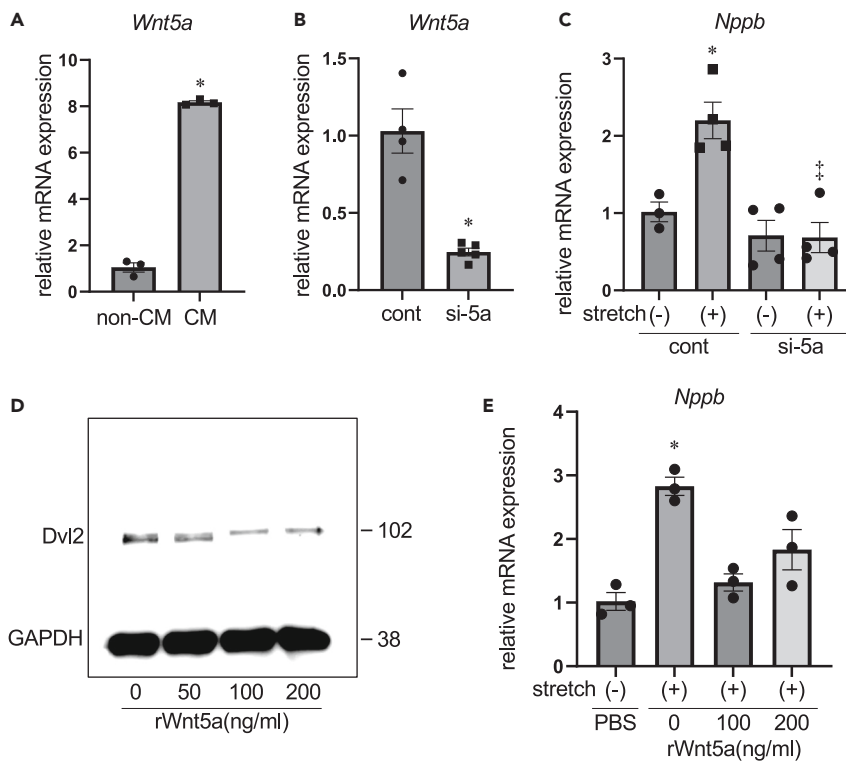 A
Wnt5a
relative mRNA expression
10
8
6
4
2
0
*
non-CM CM
B
Wnt5a
relative mRNA expression
1.5
1.0
0.5
0.0
*
cont si-5a
C
Nppb
relative mRNA expression
3
2
1
0
*
‡
stretch (-) (+) (-) (+)
cont si-5a
D
Dvl2
– 102
GAPDH
– 38
0 50 100 200
rWnt5a(ng/ml)
E
Nppb
relative mRNA expression
4
3
2
1
0
*
stretch (-) (+) (+) (+)
PBS 0 100 200
rWnt5a(ng/ml)